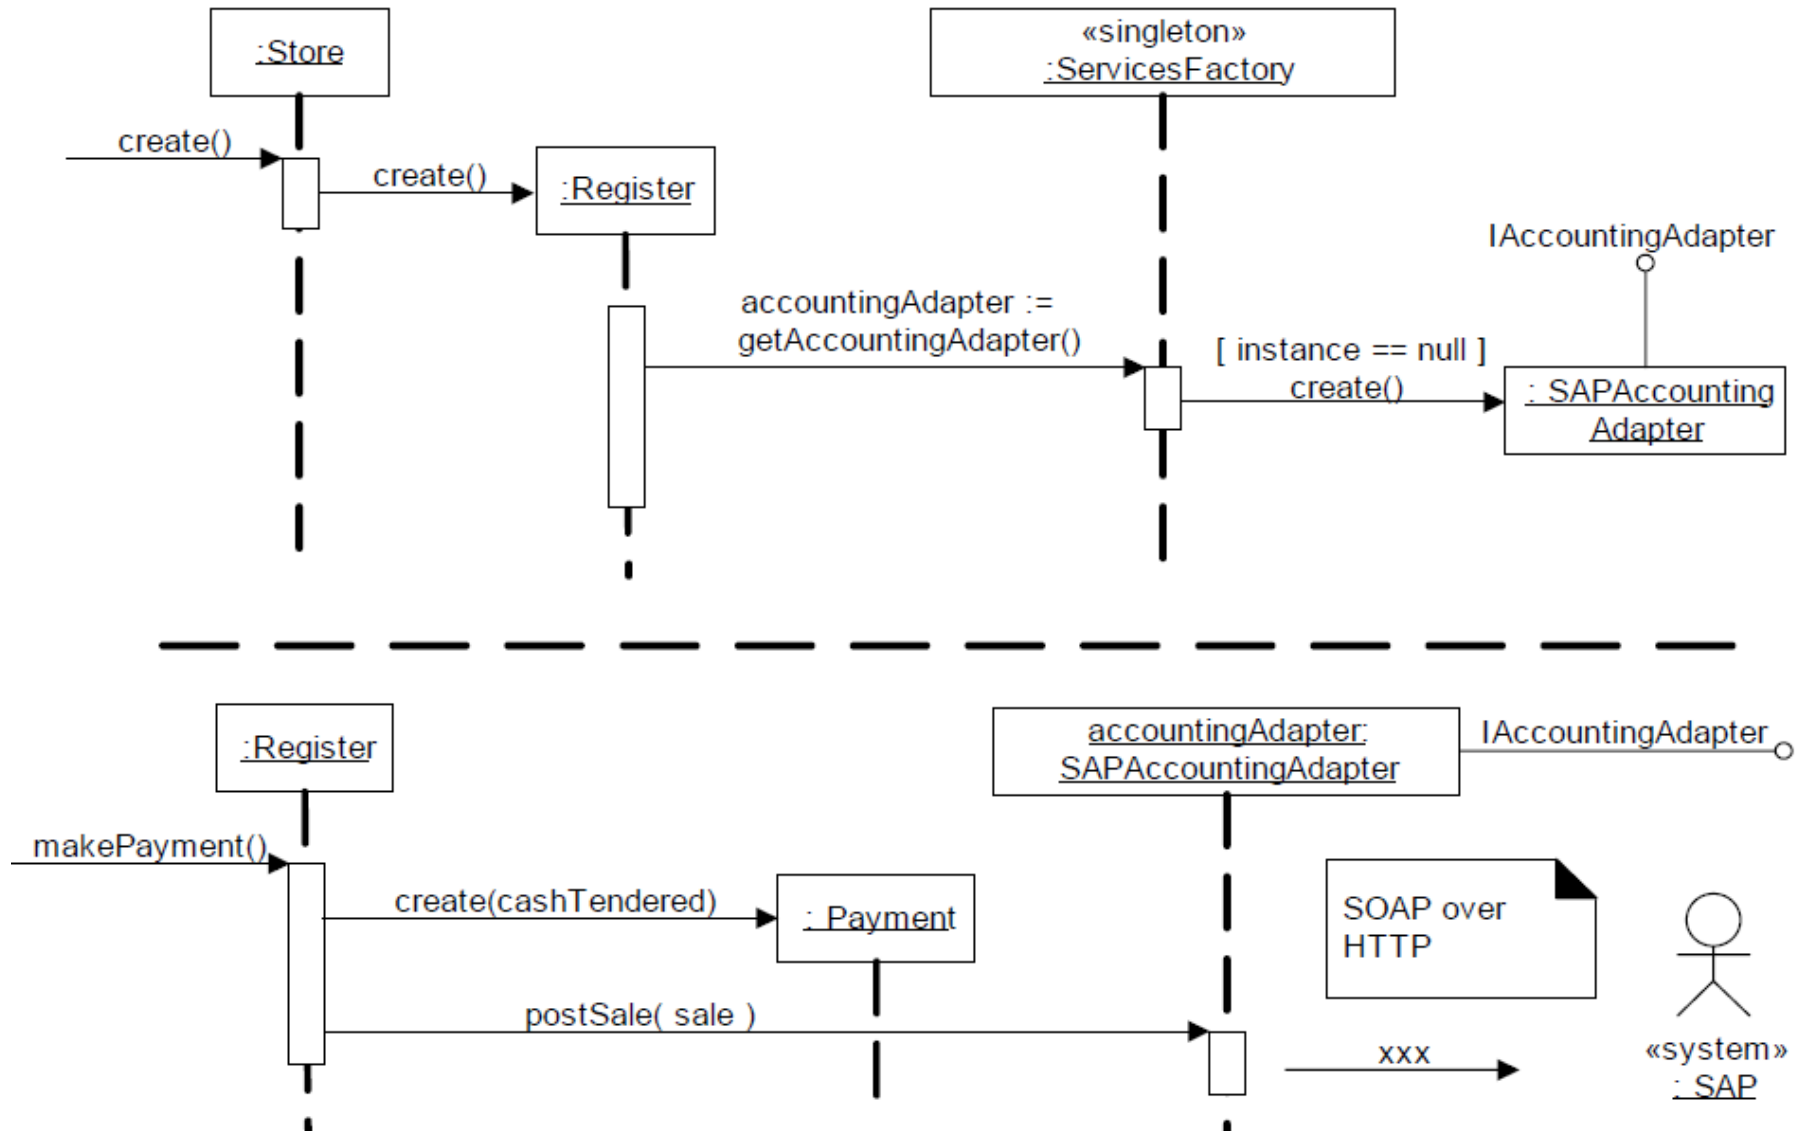 :Store
«singleton»
:ServicesFactory
create()
create()
:Register
IAccountingAdapter
accountingAdapter :=
getAccountingAdapter()
[ instance == null ]
create()
: SAPAccounting
Adapter
:Register
accountingAdapter:
SAPAccountingAdapter
IAccountingAdapter
makePayment()
create(cashTendered)
: Payment
SOAP over
HTTP
postSale( sale )
xxx
«system»
: SAP